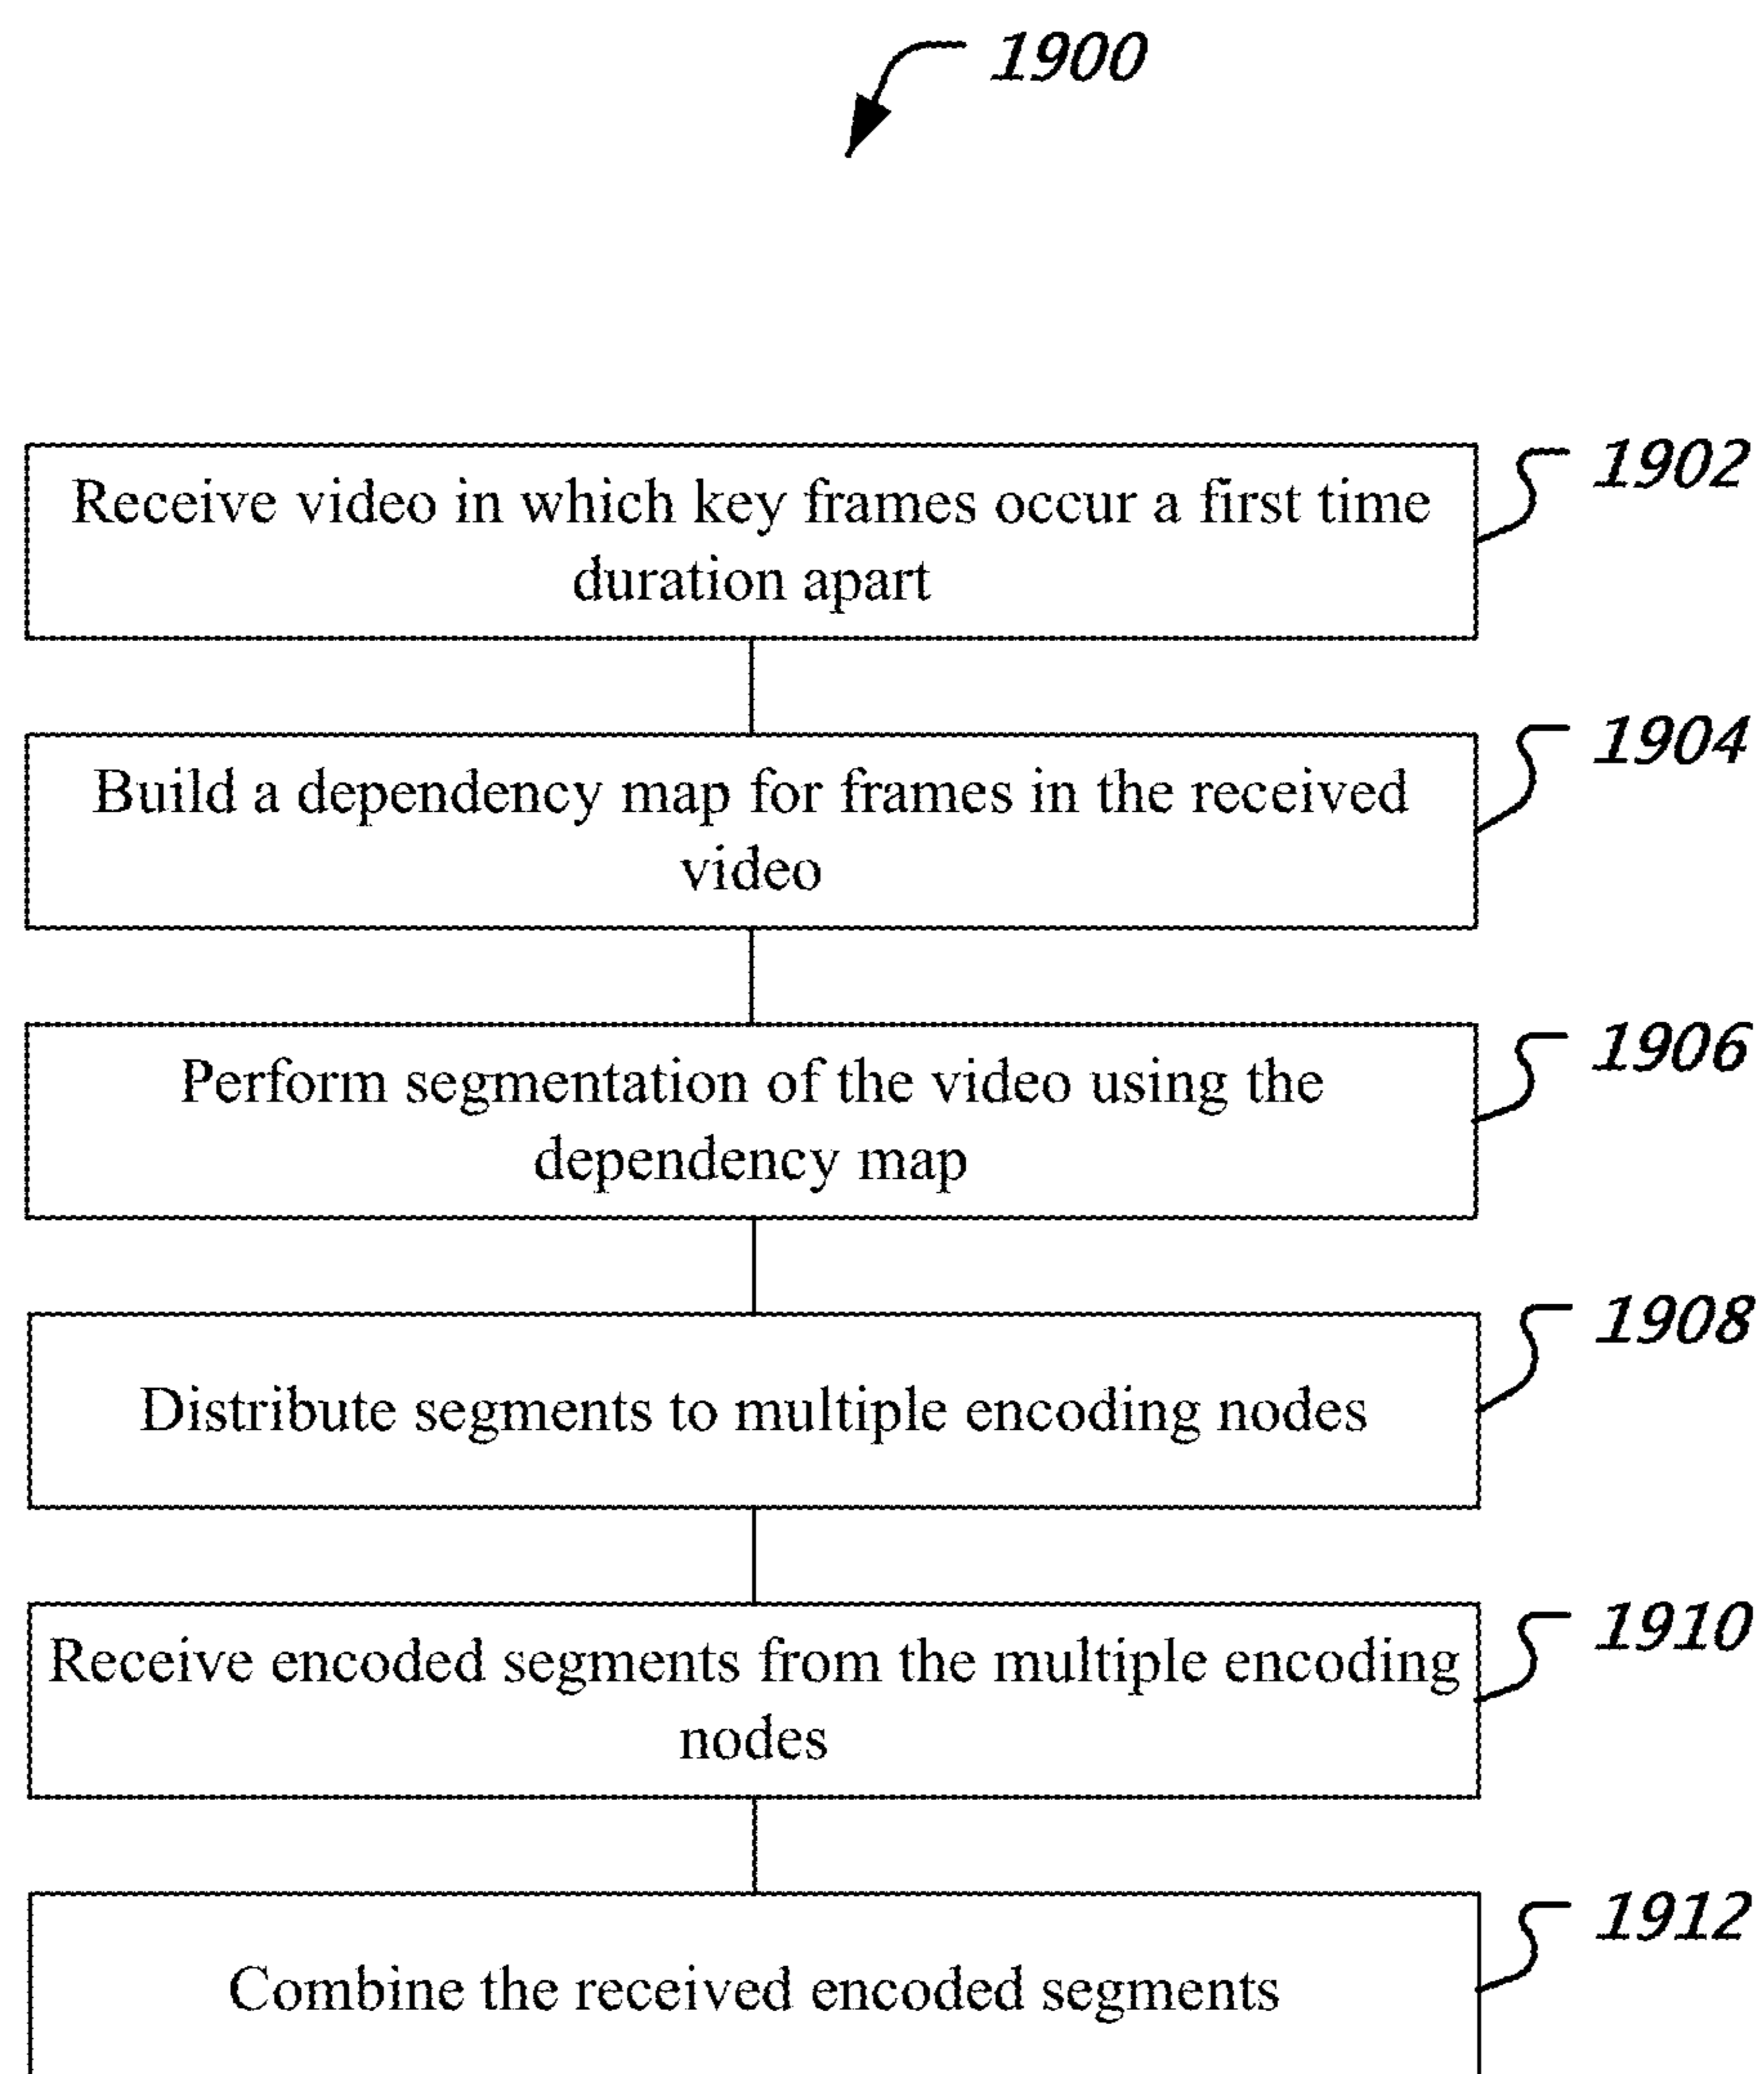 1900
Receive video in which key frames occur a first time
duration apart
1902
Build a dependency map for frames in the received
video
1904
Perform segmentation of the video using the
dependency map
1906
Distribute segments to multiple encoding nodes
1908
Receive encoded segments from the multiple encoding
nodes
1910
Combine the received encoded segments
1912